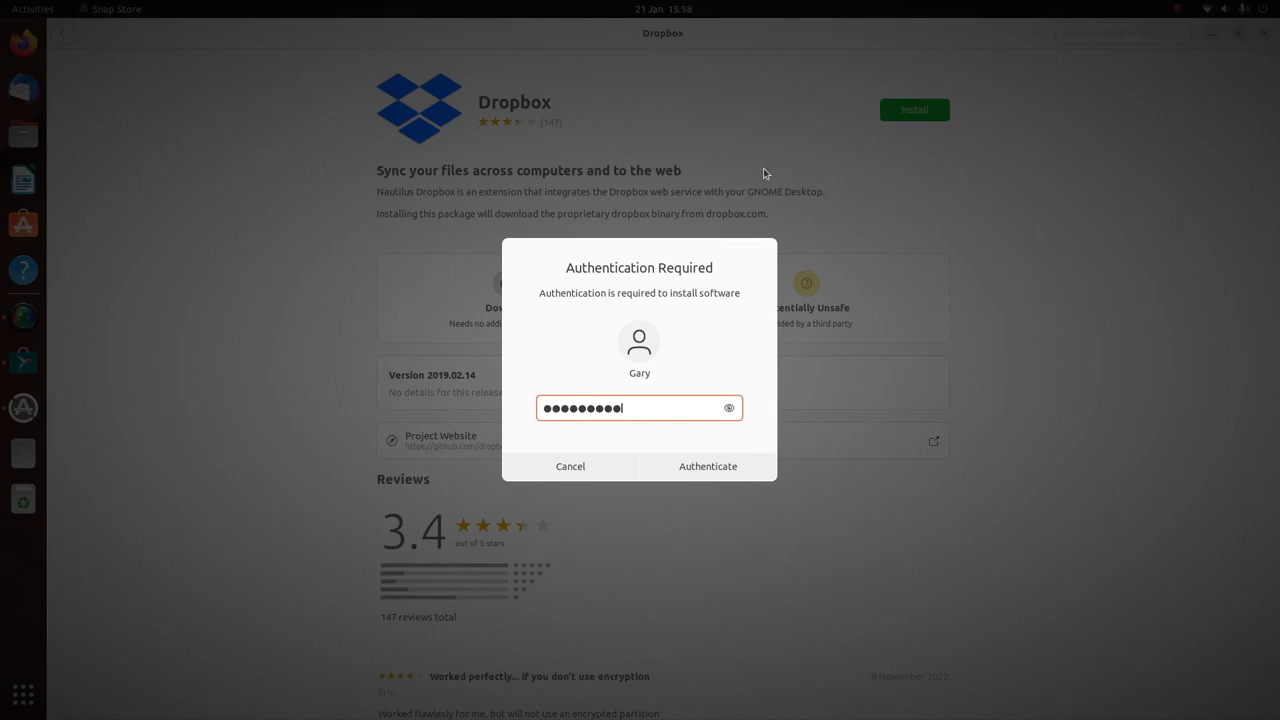 Activities
Snap Store
21 Jan 15:58
Dropbox
Dropbox
(147)
Install
Sync your files across computers and to the web
Nautilus Dropbox is an extension that integrates the Dropbox web service with your GNOME Desktop.
Installing this package will download the proprietary dropbox binary from dropbox.com.
Authentication Required
Authentication is required to install software
Gary
●●●●●●●●●
Cancel
Authenticate
Needs no addi
entially Unsafe
ded by a third party
Version 2019.02.14
No details for this release
Project Website
https://github.com/dropb
Reviews
3.4
out of 5 stars
147 reviews total
Worked perfectly... if you don't use encryption
6 November 2022
Eric
Worked flawlesly for me, but will not use an encrypted partition